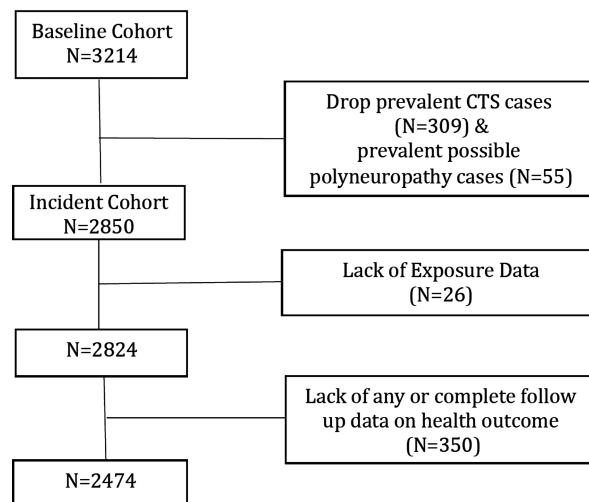 Baseline Cohort
N=3214
Drop prevalent CTS cases
(N=309) &
prevalent possible
polyneuropathy cases (N=55)
Incident Cohort
N=2850
Lack of Exposure Data
(N=26)
N=2824
Lack of any or complete follow
up data on health outcome
(N=350)
N=2474